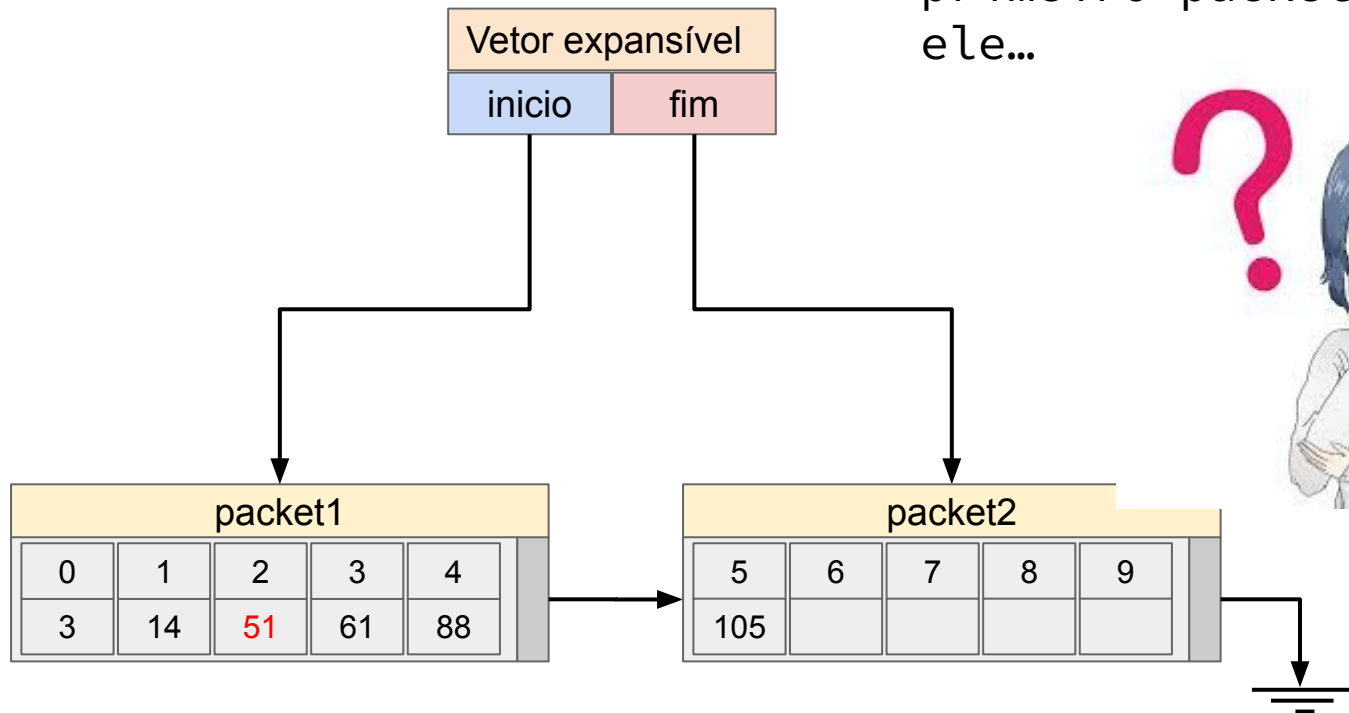 ele…
Vetor expansível
inicio fim
?
packet1
0 1 2 3 4
3 14 51 61 88
packet2
5 6 7 8 9
105